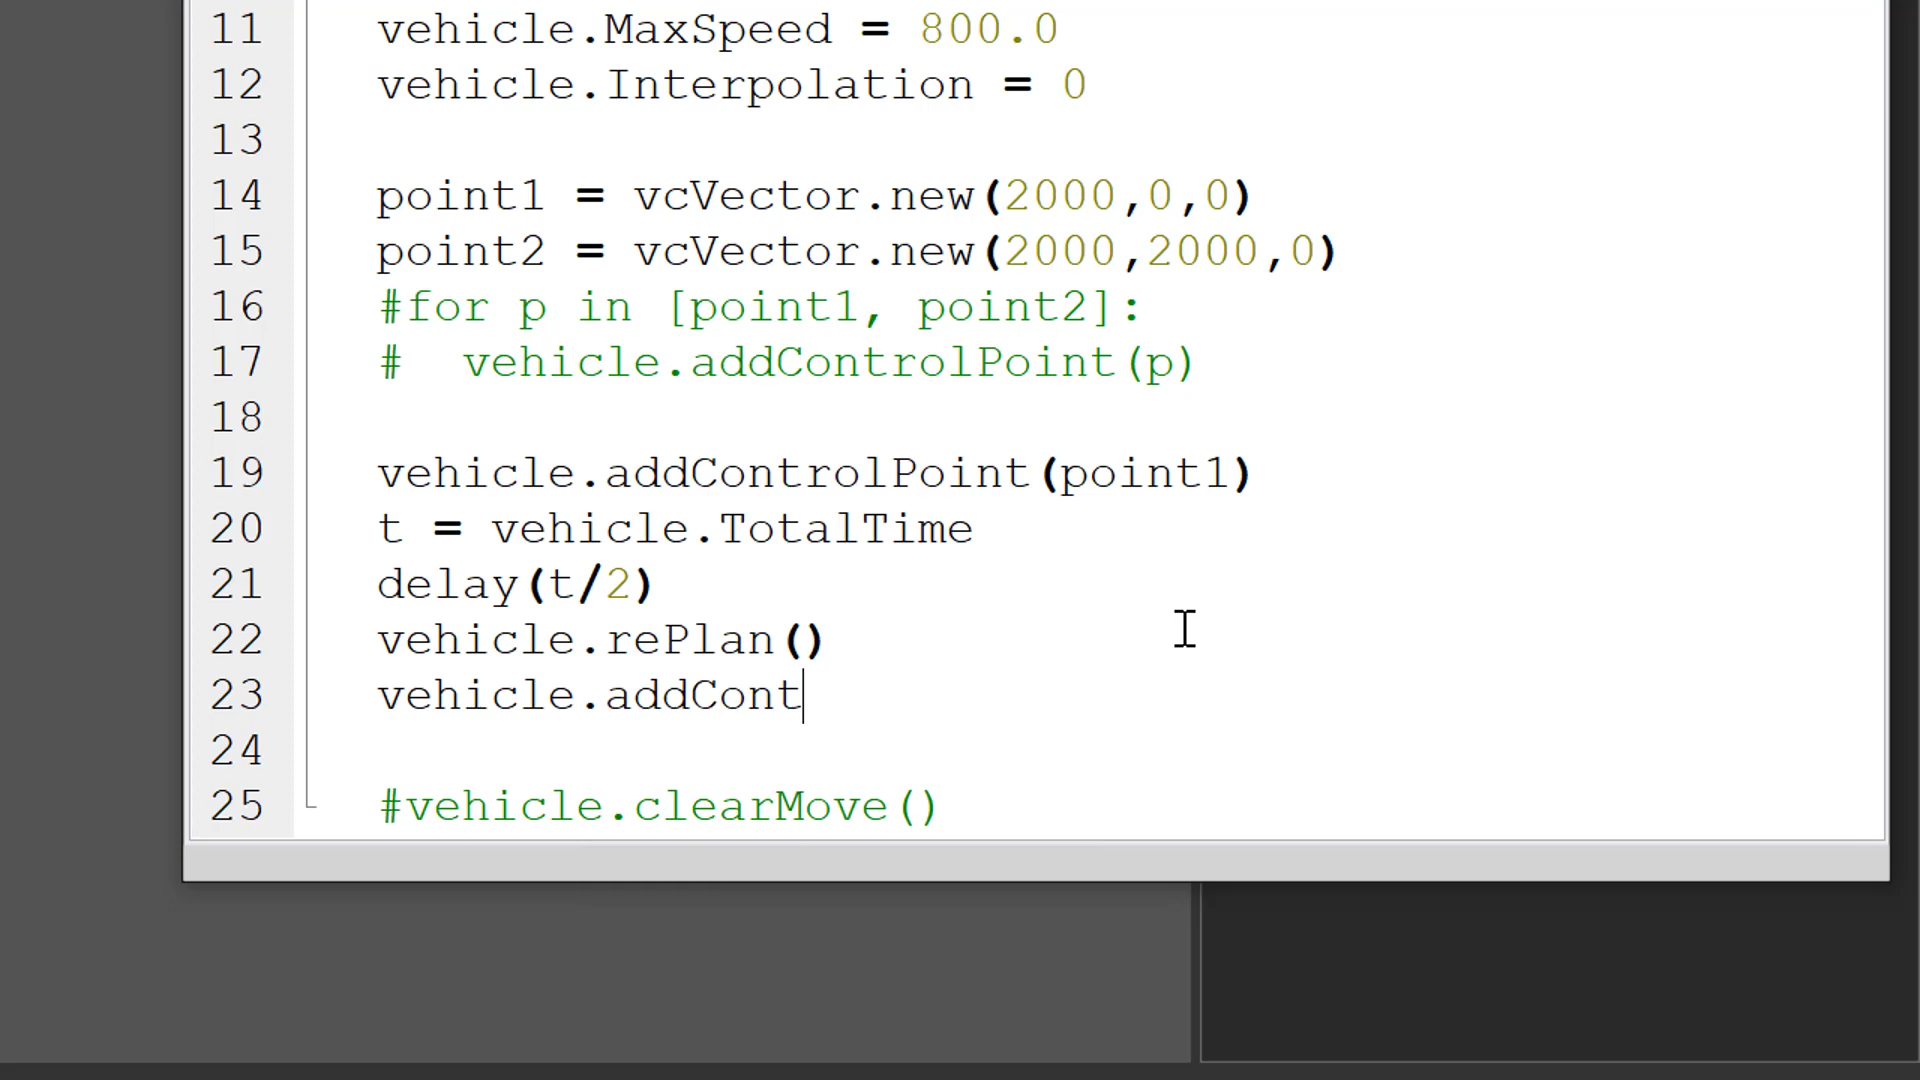 11 vehicle.MaxSpeed = 800.0
12 vehicle.Interpolation = 0
13
14 point1 = vcVector.new(2000,0,0)
15 point2 = vcVector.new(2000,2000,0)
16 #for p in [point1, point2]:
17 #  vehicle.addControlPoint(p)
18
19 vehicle.addControlPoint(point1)
20 t = vehicle.TotalTime
21 delay(t/2)
22 vehicle.rePlan()
23 vehicle.addCont
24
25 #vehicle.clearMove()